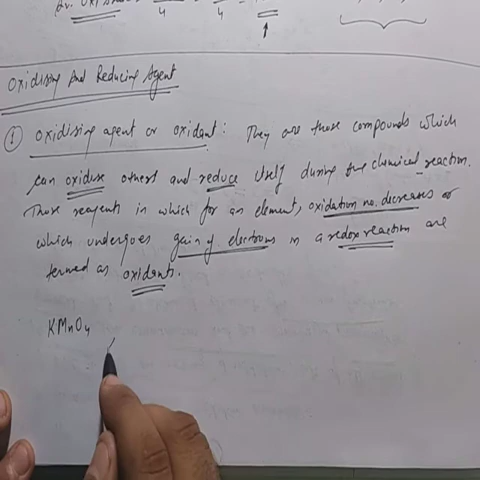 4 4
Oxidising And Reducing Agent
① Oxidising agent or oxidant: They are those compounds which
can oxidise others and reduce itself during the chemical reaction.
Those reagents in which for an element, oxidation no. decreases or
which undergoes gain of electrons in a redox reaction are
termed as oxidants.
KMnO4